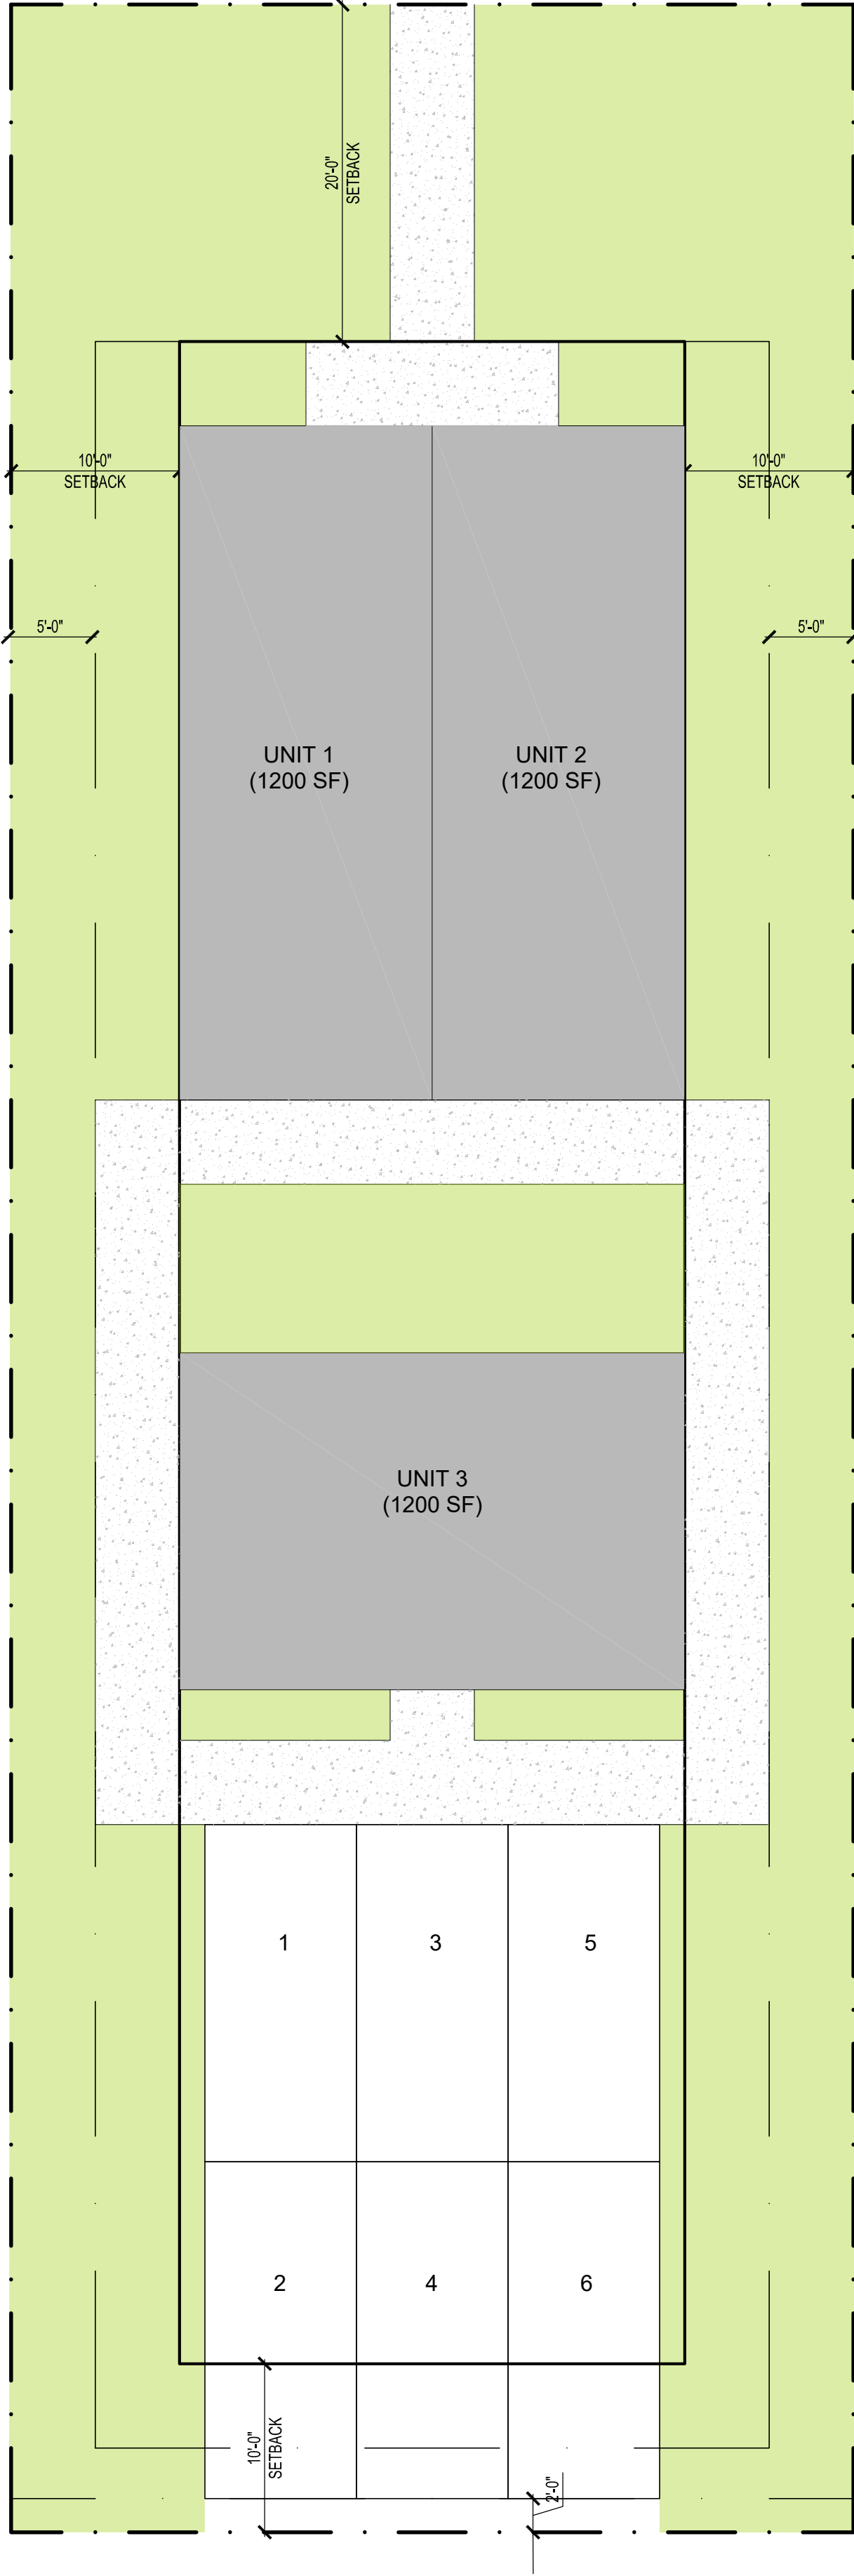 20'-0"
SETBACK
10'-0"
SETBACK
10'-0"
SETBACK
5'-0"
5'-0"
UNIT 1
(1200 SF)
UNIT 2
(1200 SF)
UNIT 3
(1200 SF)
1
3
5
2
4
6
10'-0"
SETBACK
2'-0"